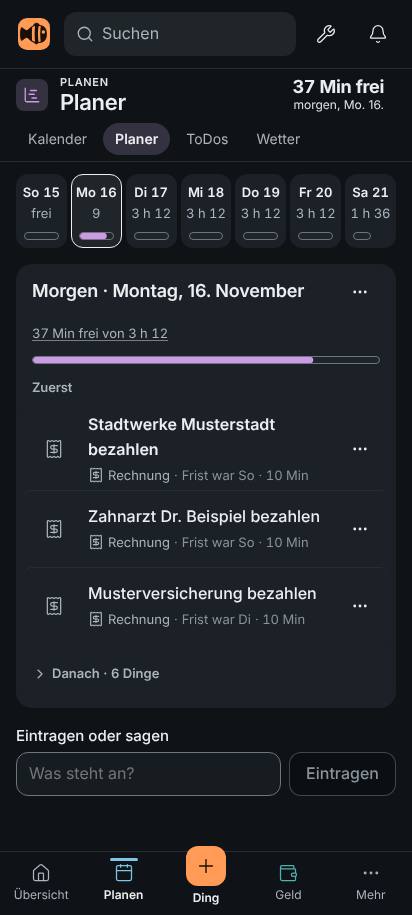 Suchen
PLANEN
Planer
37 Min frei
morgen, Mo. 16.
Kalender
Planer
ToDos
Wetter
So 15
frei
Mo 16
9
Di 17
3 h 12
Mi 18
3 h 12
Do 19
3 h 12
Fr 20
3 h 12
Sa 21
1 h 36
Morgen · Montag, 16. November
37 Min frei von 3 h 12
Zuerst
Stadtwerke Musterstadt
bezahlen
Rechnung · Frist war So · 10 Min
Zahnarzt Dr. Beispiel bezahlen
Rechnung · Frist war So · 10 Min
Musterversicherung bezahlen
Rechnung · Frist war Di · 10 Min
Danach · 6 Dinge
Eintragen oder sagen
Was steht an?
Eintragen
Übersicht
Planen
Ding
Geld
Mehr